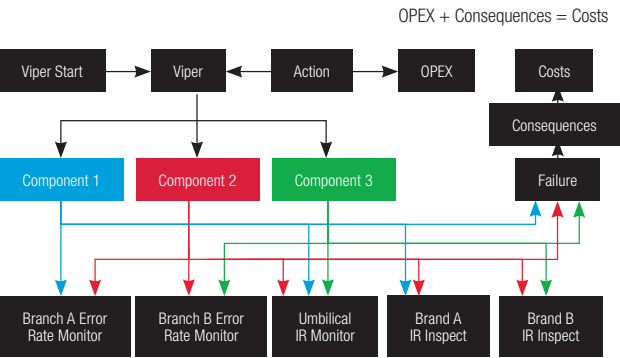 OPEX + Consequences = Costs
Viper Start
Viper
Action
OPEX
Costs
Consequences
Component 1
Component 2
Component 3
Failure
Branch A Error
Rate Monitor
Branch B Error
Rate Monitor
Umbilical
IR Monitor
Brand A
IR Inspect
Brand B
IR Inspect